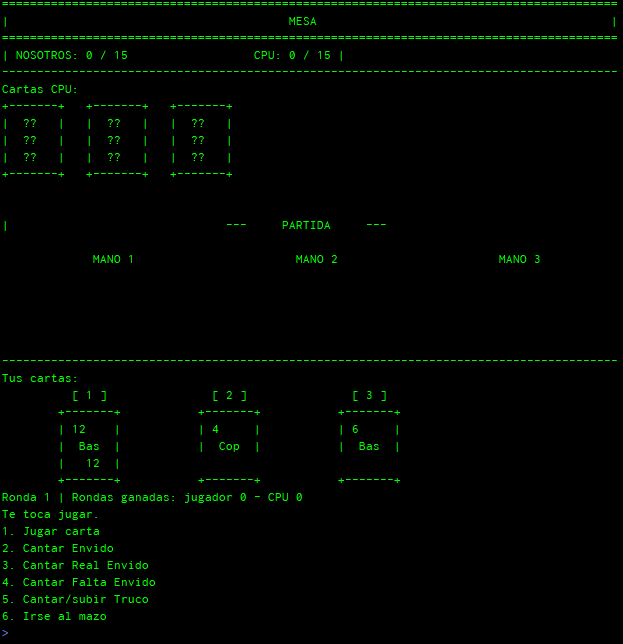 ========================================================================================
|                                        MESA                                          |
========================================================================================
| NOSOTROS: 0 / 15                  CPU: 0 / 15 |
----------------------------------------------------------------------------------------
Cartas CPU:
+-------+   +-------+   +-------+
|  ??   |   |  ??   |   |  ??   |
|  ??   |   |  ??   |   |  ??   |
|  ??   |   |  ??   |   |  ??   |
+-------+   +-------+   +-------+
|                               ---     PARTIDA     ---
             MANO 1                       MANO 2                       MANO 3
----------------------------------------------------------------------------------------
Tus cartas:
          [ 1 ]               [ 2 ]               [ 3 ]
        +-------+           +-------+           +-------+
        | 12    |           | 4     |           | 6     |
        |  Bas  |           |  Cop  |           |  Bas  |
        |   12  |
        +-------+           +-------+           +-------+
Ronda 1 | Rondas ganadas: jugador 0 - CPU 0
Te toca jugar.
1. Jugar carta
2. Cantar Envido
3. Cantar Real Envido
4. Cantar Falta Envido
5. Cantar/subir Truco
6. Irse al mazo
>